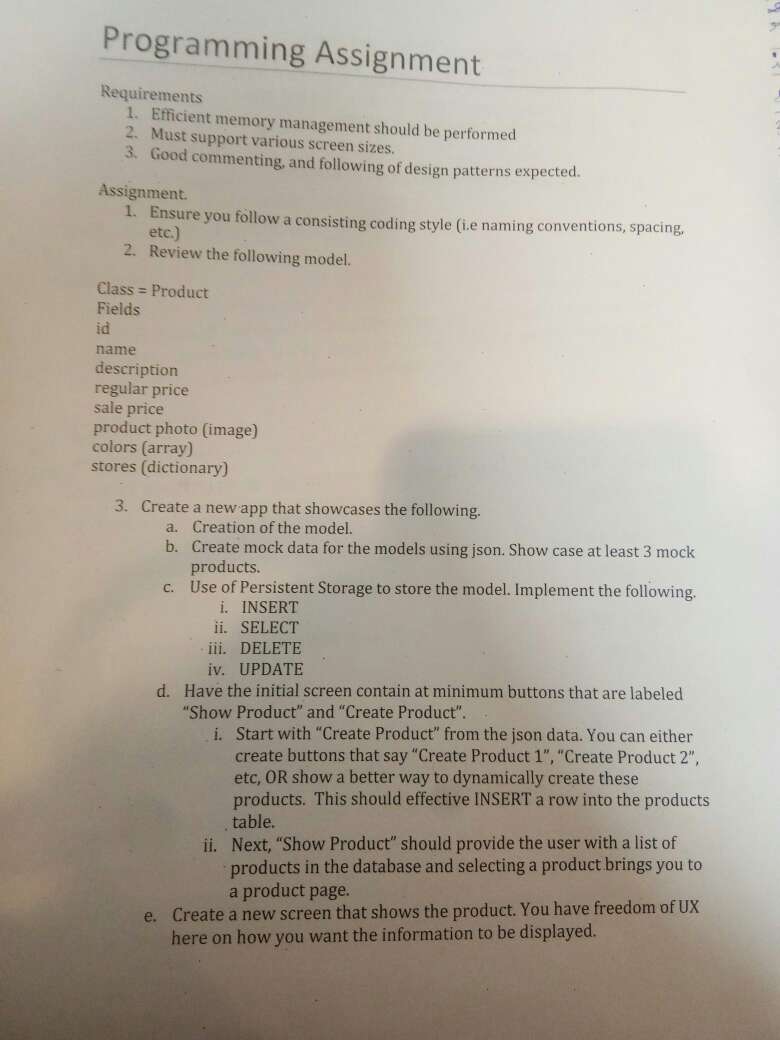 Programming Assignment
Requirements
1. Efficient memory management should be performed
2. Must support various screen sizes.
3. Good commenting, and following of design patterns expected.
Assignment.
1. Ensure you follow a consisting coding style (i.e naming conventions, spacing,
etc.)
2. Review the following model.
Class = Product
Fields
id
name
description
regular price
sale price
product photo (image)
colors (array)
stores (dictionary)
3. Create a new app that showcases the following.
a. Creation of the model.
b. Create mock data for the models using json. Show case at least 3 mock
products.
c. Use of Persistent Storage to store the model. Implement the following.
i. INSERT
ii. SELECT
iii. DELETE
iv. UPDATE
d. Have the initial screen contain at minimum buttons that are labeled
“Show Product” and “Create Product”.
i. Start with “Create Product” from the json data. You can either
create buttons that say “Create Product 1”, “Create Product 2”,
etc, OR show a better way to dynamically create these
products. This should effective INSERT a row into the products
table.
ii. Next, “Show Product” should provide the user with a list of
products in the database and selecting a product brings you to
a product page.
e. Create a new screen that shows the product. You have freedom of UX
here on how you want the information to be displayed.